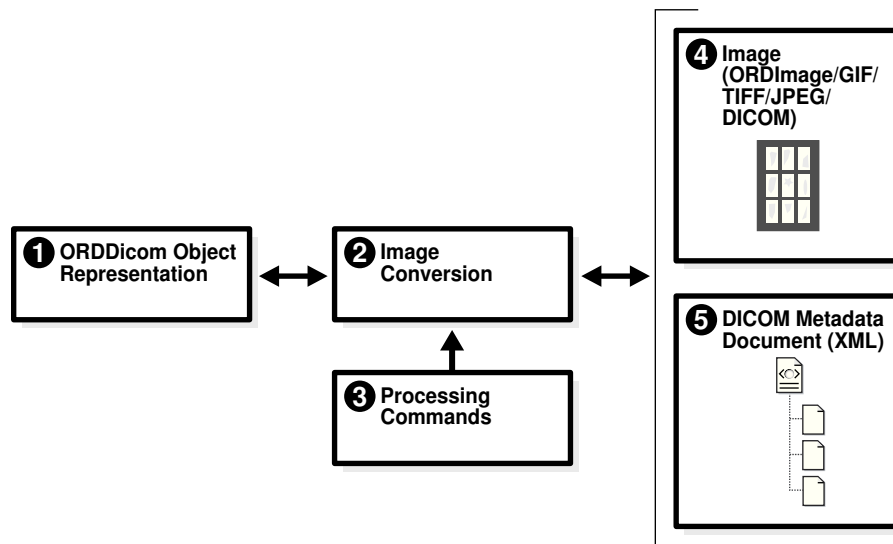 1 ORDDicom Object
Representation
2 Image
Conversion
3 Processing
Commands
4 Image
(ORDImage/GIF/
TIFF/JPEG/
DICOM)
5 DICOM Metadata
Document (XML)